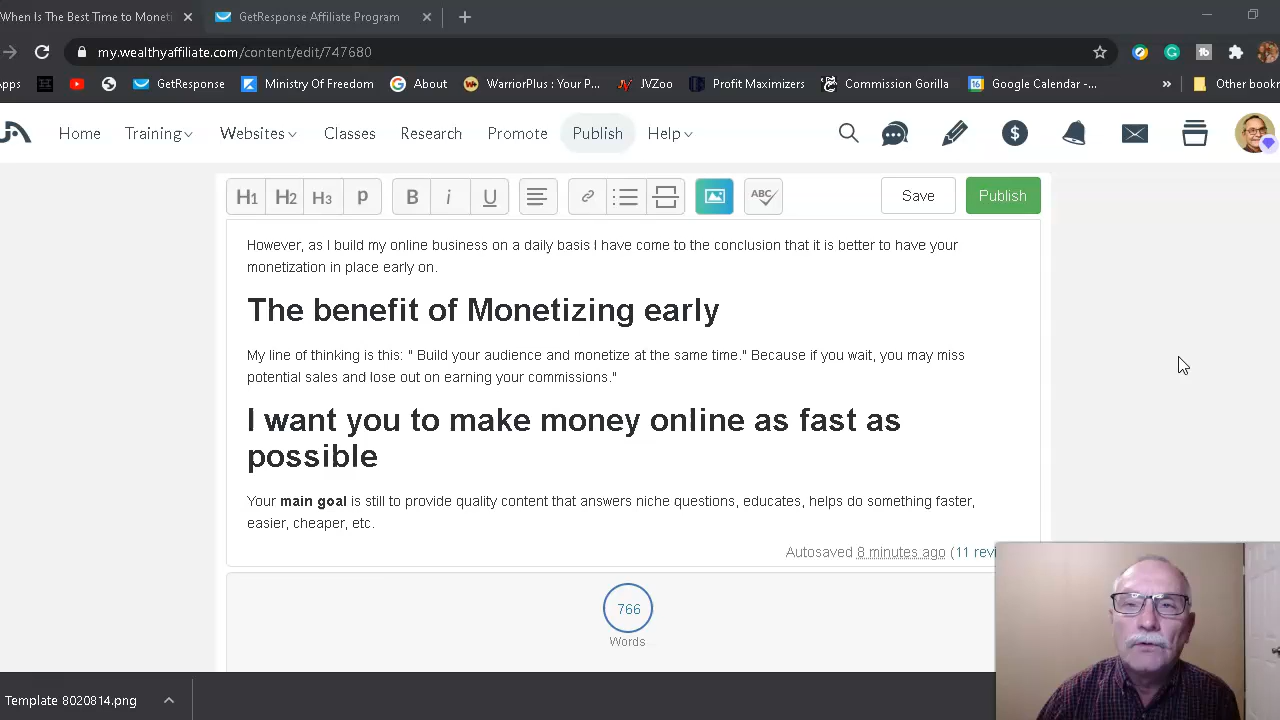 When Is The Best Time to Moneti
GetResponse Affiliate Program
my.wealthyaffiliate.com/content/edit/747680
pps
GetResponse
Ministry Of Freedom
About
WarriorPlus : Your P...
JVZoo
Profit Maximizers
Commission Gorilla
Google Calendar -...
Other bookr
Home
Training
Websites
Classes
Research
Promote
Publish
Help
H1 H2 H3 p B i U ABC
Save
Publish
However, as I build my online business on a daily basis I have come to the conclusion that it is better to have your
monetization in place early on.
The benefit of Monetizing early
My line of thinking is this: " Build your audience and monetize at the same time." Because if you wait, you may miss
potential sales and lose out on earning your commissions."
I want you to make money online as fast as
possible
Your main goal is still to provide quality content that answers niche questions, educates, helps do something faster,
easier, cheaper, etc.
Autosaved 8 minutes ago (11 revi
766
Words
Template 8020814.png